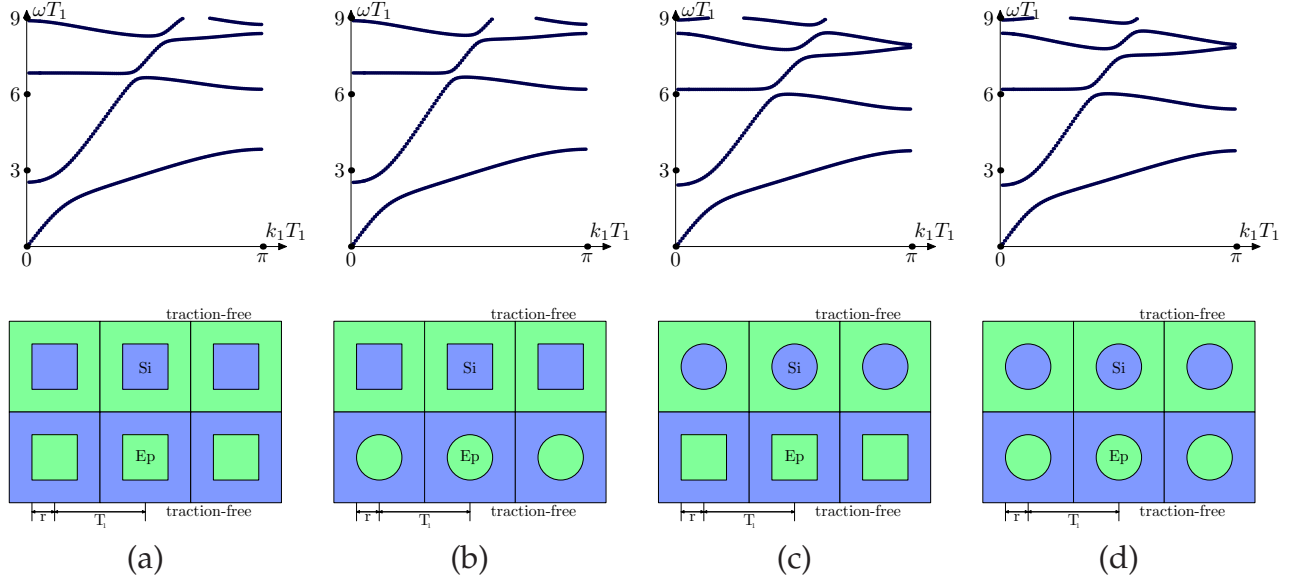 9 ωT₁ 9 ωT₁ 9 ωT₁ 9 ωT₁
6 6 6 6
3 3 3 3
k₁T₁ k₁T₁ k₁T₁ k₁T₁
0 π 0 π 0 π 0 π
traction-free traction-free traction-free traction-free
Si Si Si Si
Ep Ep Ep Ep
traction-free traction-free traction-free traction-free
r T₁ r T₁ r T₁ r T₁
(a) (b) (c) (d)